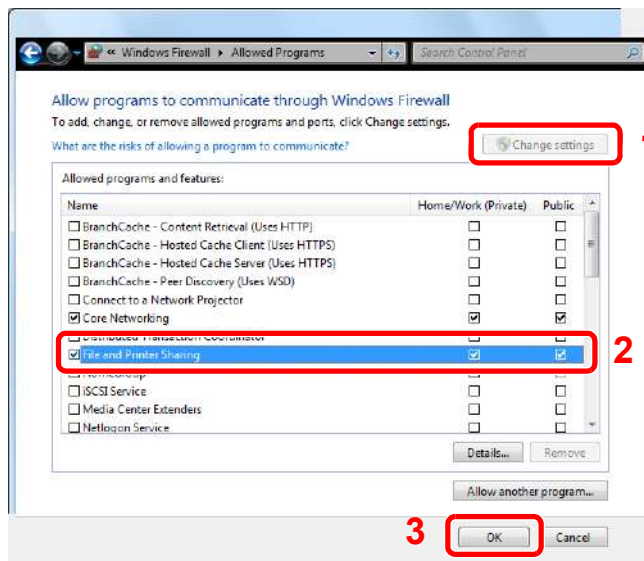 « Windows Firewall ▸ Allowed Programs
Search Control Panel
Allow programs to communicate through Windows Firewall
To add, change, or remove allowed programs and ports, click Change settings.
What are the risks of allowing a program to communicate?
Change settings
Allowed programs and features:
Name Home/Work (Private) Public
BranchCache - Content Retrieval (Uses HTTP)
BranchCache - Hosted Cache Client (Uses HTTPS)
BranchCache - Hosted Cache Server (Uses HTTPS)
BranchCache - Peer Discovery (Uses WSD)
Connect to a Network Projector
Core Networking
Distributed Transaction Coordinator
File and Printer Sharing
2
HomeGroup
iSCSI Service
Media Center Extenders
Netlogon Service
Details... Remove
Allow another program...
3
OK Cancel